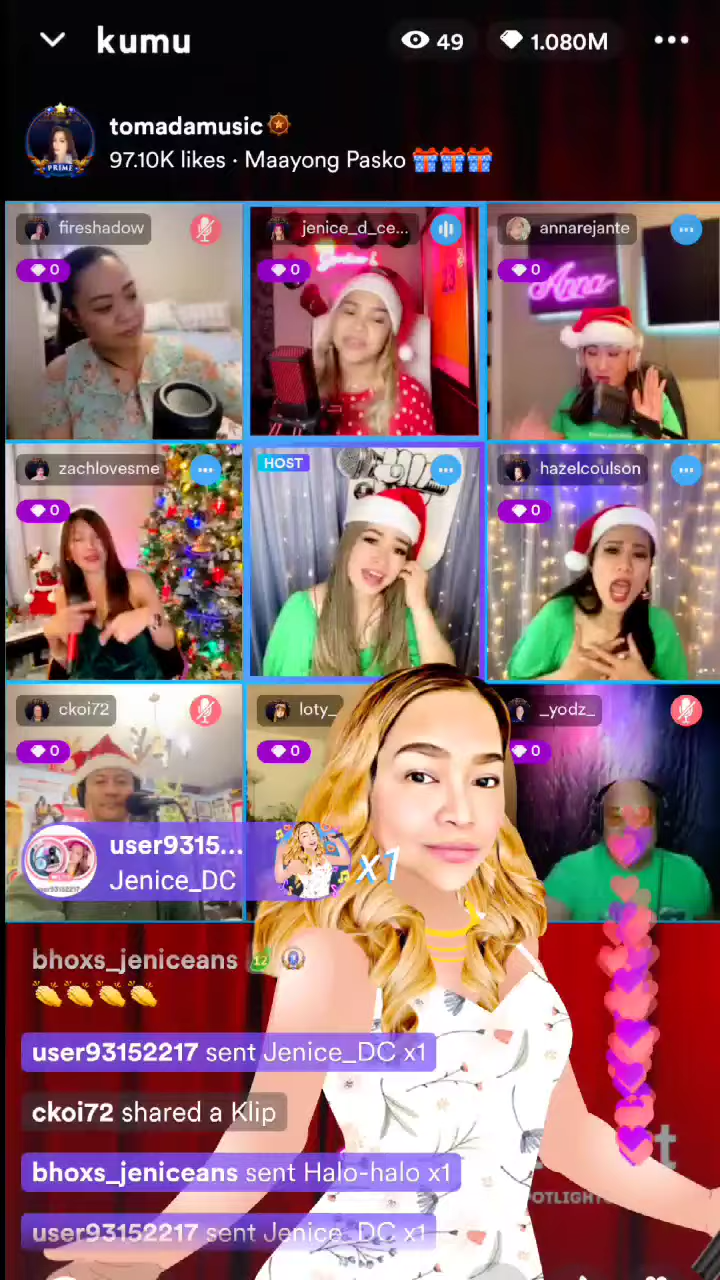 kumu
49
1.080M
tomadamusic
97.10K likes · Maayong Pasko
PRIME
fireshadow
jenice_d_ce...
annarejante
0
0
0
Anna
zachlovesme
HOST
hazelcoulson
0
0
ckoi72
loty_
_yodz_
0
0
0
user9315...
Jenice_DC
x1
user93152217
bhoxs_jeniceans
12
user93152217 sent Jenice_DC x1
ckoi72 shared a Klip
bhoxs_jeniceans sent Halo-halo x1
user93152217 sent Jenice_DC x1